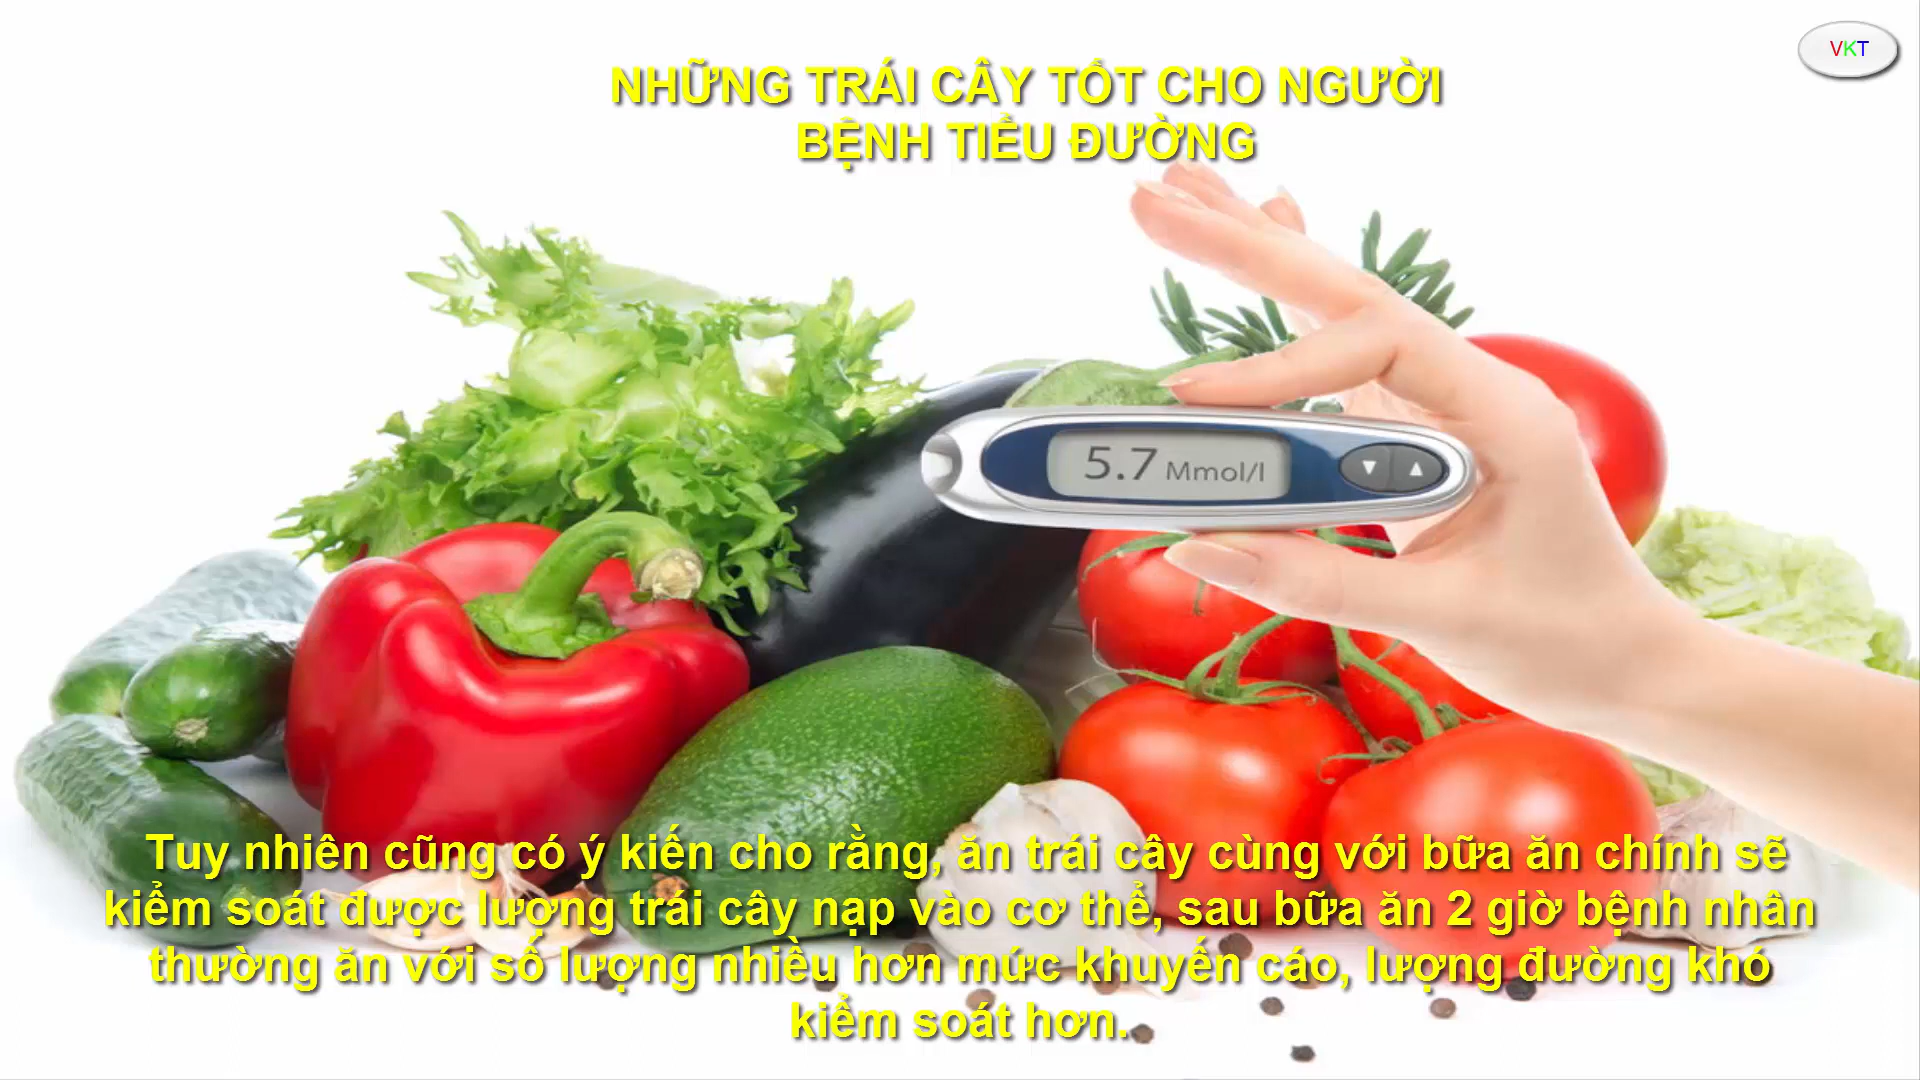 VKT
NHỮNG TRÁI CÂY TỐT CHO NGƯỜI
BỆNH TIỂU ĐƯỜNG
5.7 Mmol/l
Tuy nhiên cũng có ý kiến cho rằng, ăn trái cây cùng với bữa ăn chính sẽ
kiểm soát được lượng trái cây nạp vào cơ thể, sau bữa ăn 2 giờ bệnh nhân
thường ăn với số lượng nhiều hơn mức khuyến cáo, lượng đường khó
kiểm soát hơn.